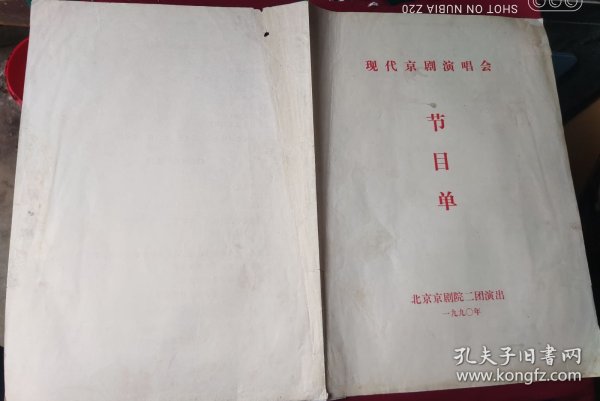 SHOT ON NUBIA Z20
现代京剧演唱会
节
目
单
北京京剧院二团演出
一九九〇年
孔夫子旧书网
www.kongfz.com